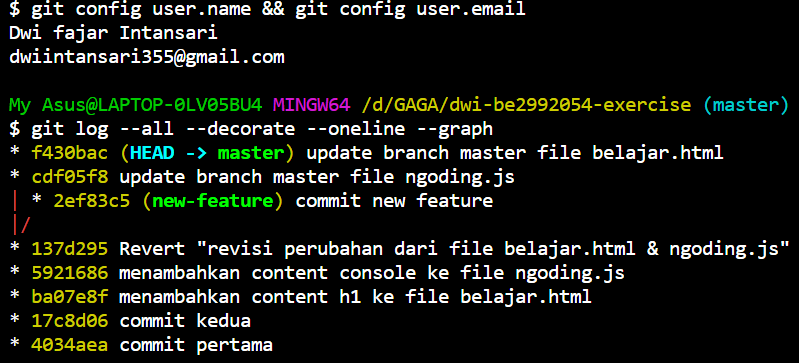 $ git config user.name && git config user.email
Dwi fajar Intansari
dwiintansari355@gmail.com
My Asus@LAPTOP-0LV05BU4 MINGW64 /d/GAGA/dwi-be2992054-exercise (master)
$ git log --all --decorate --oneline --graph
* f430bac (HEAD -> master) update branch master file belajar.html
* cdf05f8 update branch master file ngoding.js
| * 2ef83c5 (new-feature) commit new feature
|/
* 137d295 Revert "revisi perubahan dari file belajar.html & ngoding.js"
* 5921686 menambahkan content console ke file ngoding.js
* ba07e8f menambahkan content h1 ke file belajar.html
* 17c8d06 commit kedua
* 4034aea commit pertama